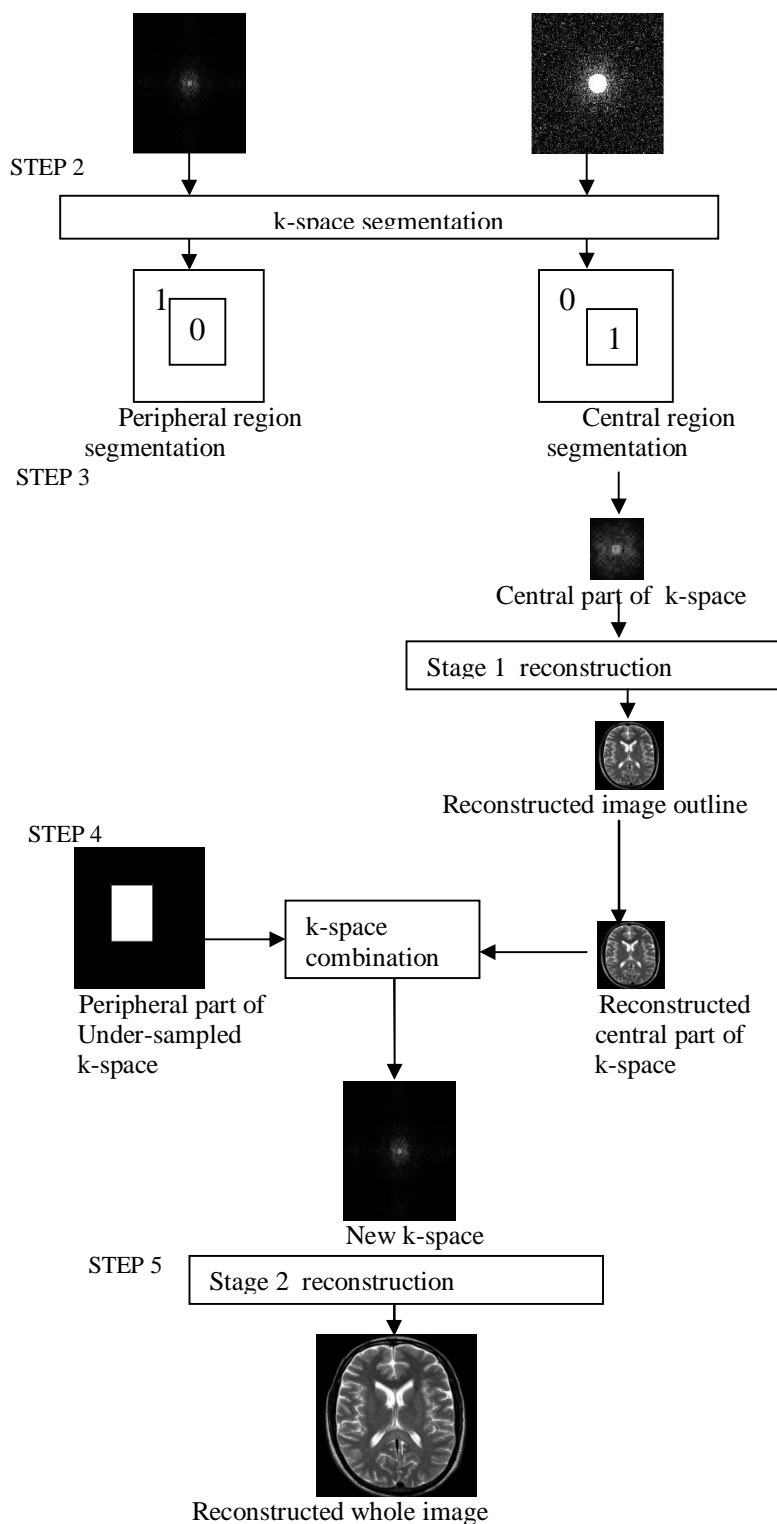 STEP 2
k-space segmentation
1
0
0
1
Peripheral region
segmentation
Central region
segmentation
STEP 3
Central part of k-space
Stage 1 reconstruction
Reconstructed image outline
STEP 4
k-space
combination
Peripheral part of
Under-sampled
k-space
Reconstructed
central part of
k-space
New k-space
STEP 5
Stage 2 reconstruction
Reconstructed whole image